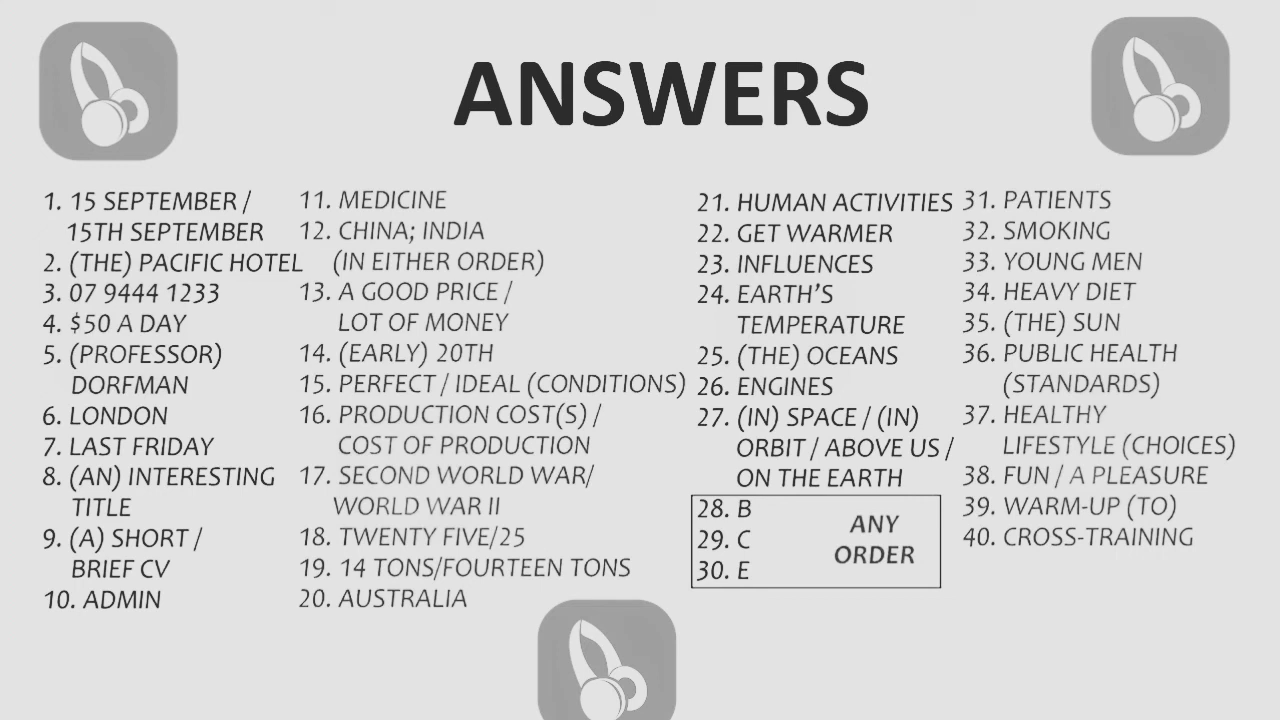 ANSWERS
1. 15 SEPTEMBER /
15TH SEPTEMBER
2. (THE) PACIFIC HOTEL
3. 07 9444 1233
4. $50 A DAY
5. (PROFESSOR)
DORFMAN
6. LONDON
7. LAST FRIDAY
8. (AN) INTERESTING
TITLE
9. (A) SHORT /
BRIEF CV
10. ADMIN
11. MEDICINE
12. CHINA; INDIA
(IN EITHER ORDER)
13. A GOOD PRICE /
LOT OF MONEY
14. (EARLY) 20TH
15. PERFECT / IDEAL (CONDITIONS)
16. PRODUCTION COST(S) /
COST OF PRODUCTION
17. SECOND WORLD WAR/
WORLD WAR II
18. TWENTY FIVE/25
19. 14 TONS/FOURTEEN TONS
20. AUSTRALIA
21. HUMAN ACTIVITIES
22. GET WARMER
23. INFLUENCES
24. EARTH'S
TEMPERATURE
25. (THE) OCEANS
26. ENGINES
27. (IN) SPACE / (IN)
ORBIT / ABOVE US /
ON THE EARTH
28. B
29. C
30. E
ANY
ORDER
31. PATIENTS
32. SMOKING
33. YOUNG MEN
34. HEAVY DIET
35. (THE) SUN
36. PUBLIC HEALTH
(STANDARDS)
37. HEALTHY
LIFESTYLE (CHOICES)
38. FUN / A PLEASURE
39. WARM-UP (TO)
40. CROSS-TRAINING